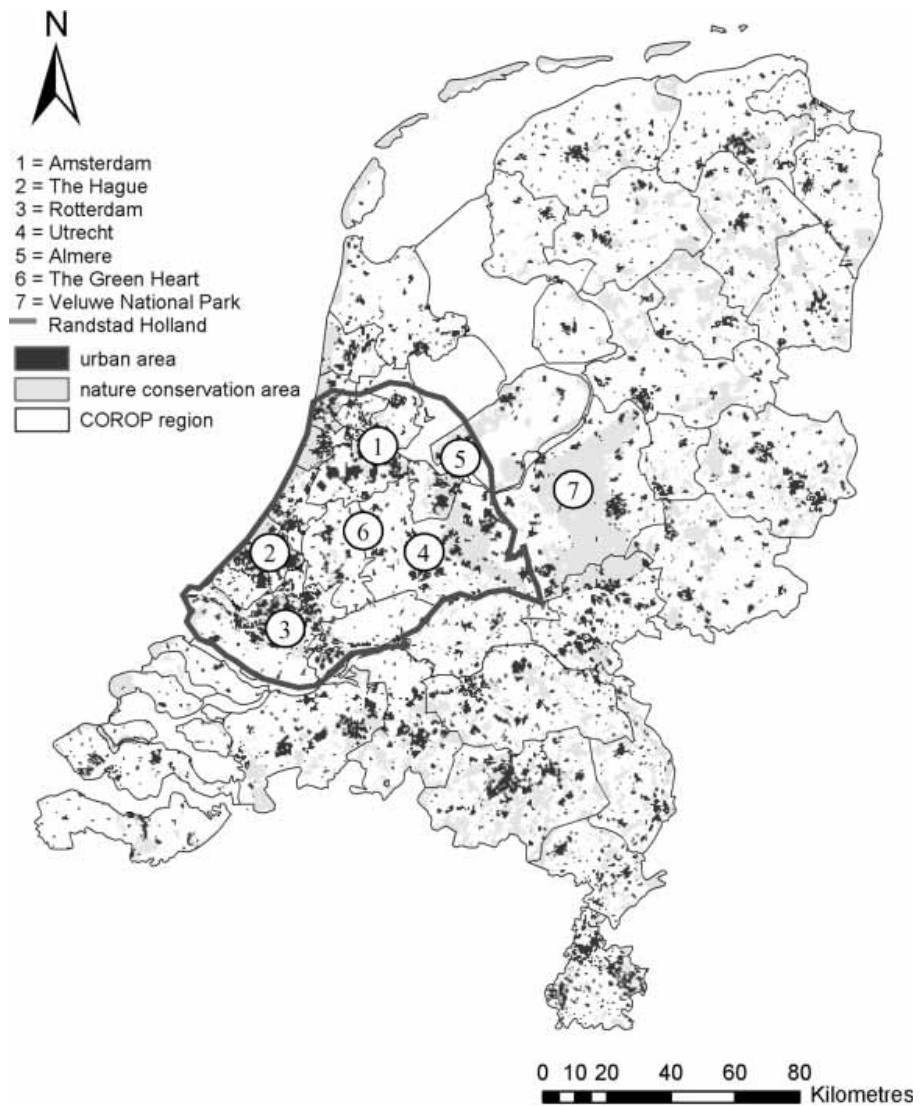 N
1 = Amsterdam
2 = The Hague
3 = Rotterdam
4 = Utrecht
5 = Almere
6 = The Green Heart
7 = Veluwe National Park
Randstad Holland
urban area
nature conservation area
COROP region
1
5
7
6
2
4
3
0 10 20 40 60 80
Kilometres